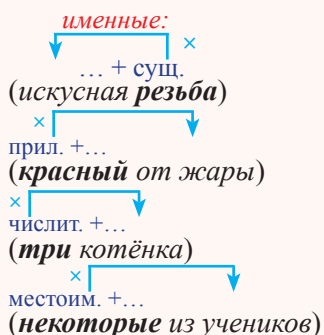 именные:
×
… + сущ.
(искусная резьба)
×
прил. +…
(красный от жары)
×
числит. +…
(три котёнка)
×
местоим. +…
(некоторые из учеников)